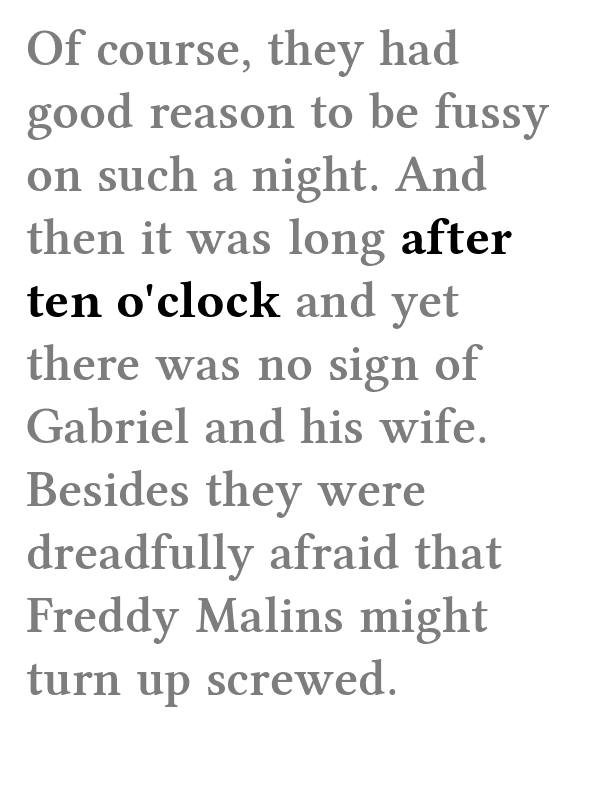 Of course, they had
good reason to be fussy
on such a night. And
then it was long after
ten o'clock and yet
there was no sign of
Gabriel and his wife.
Besides they were
dreadfully afraid that
Freddy Malins might
turn up screwed.